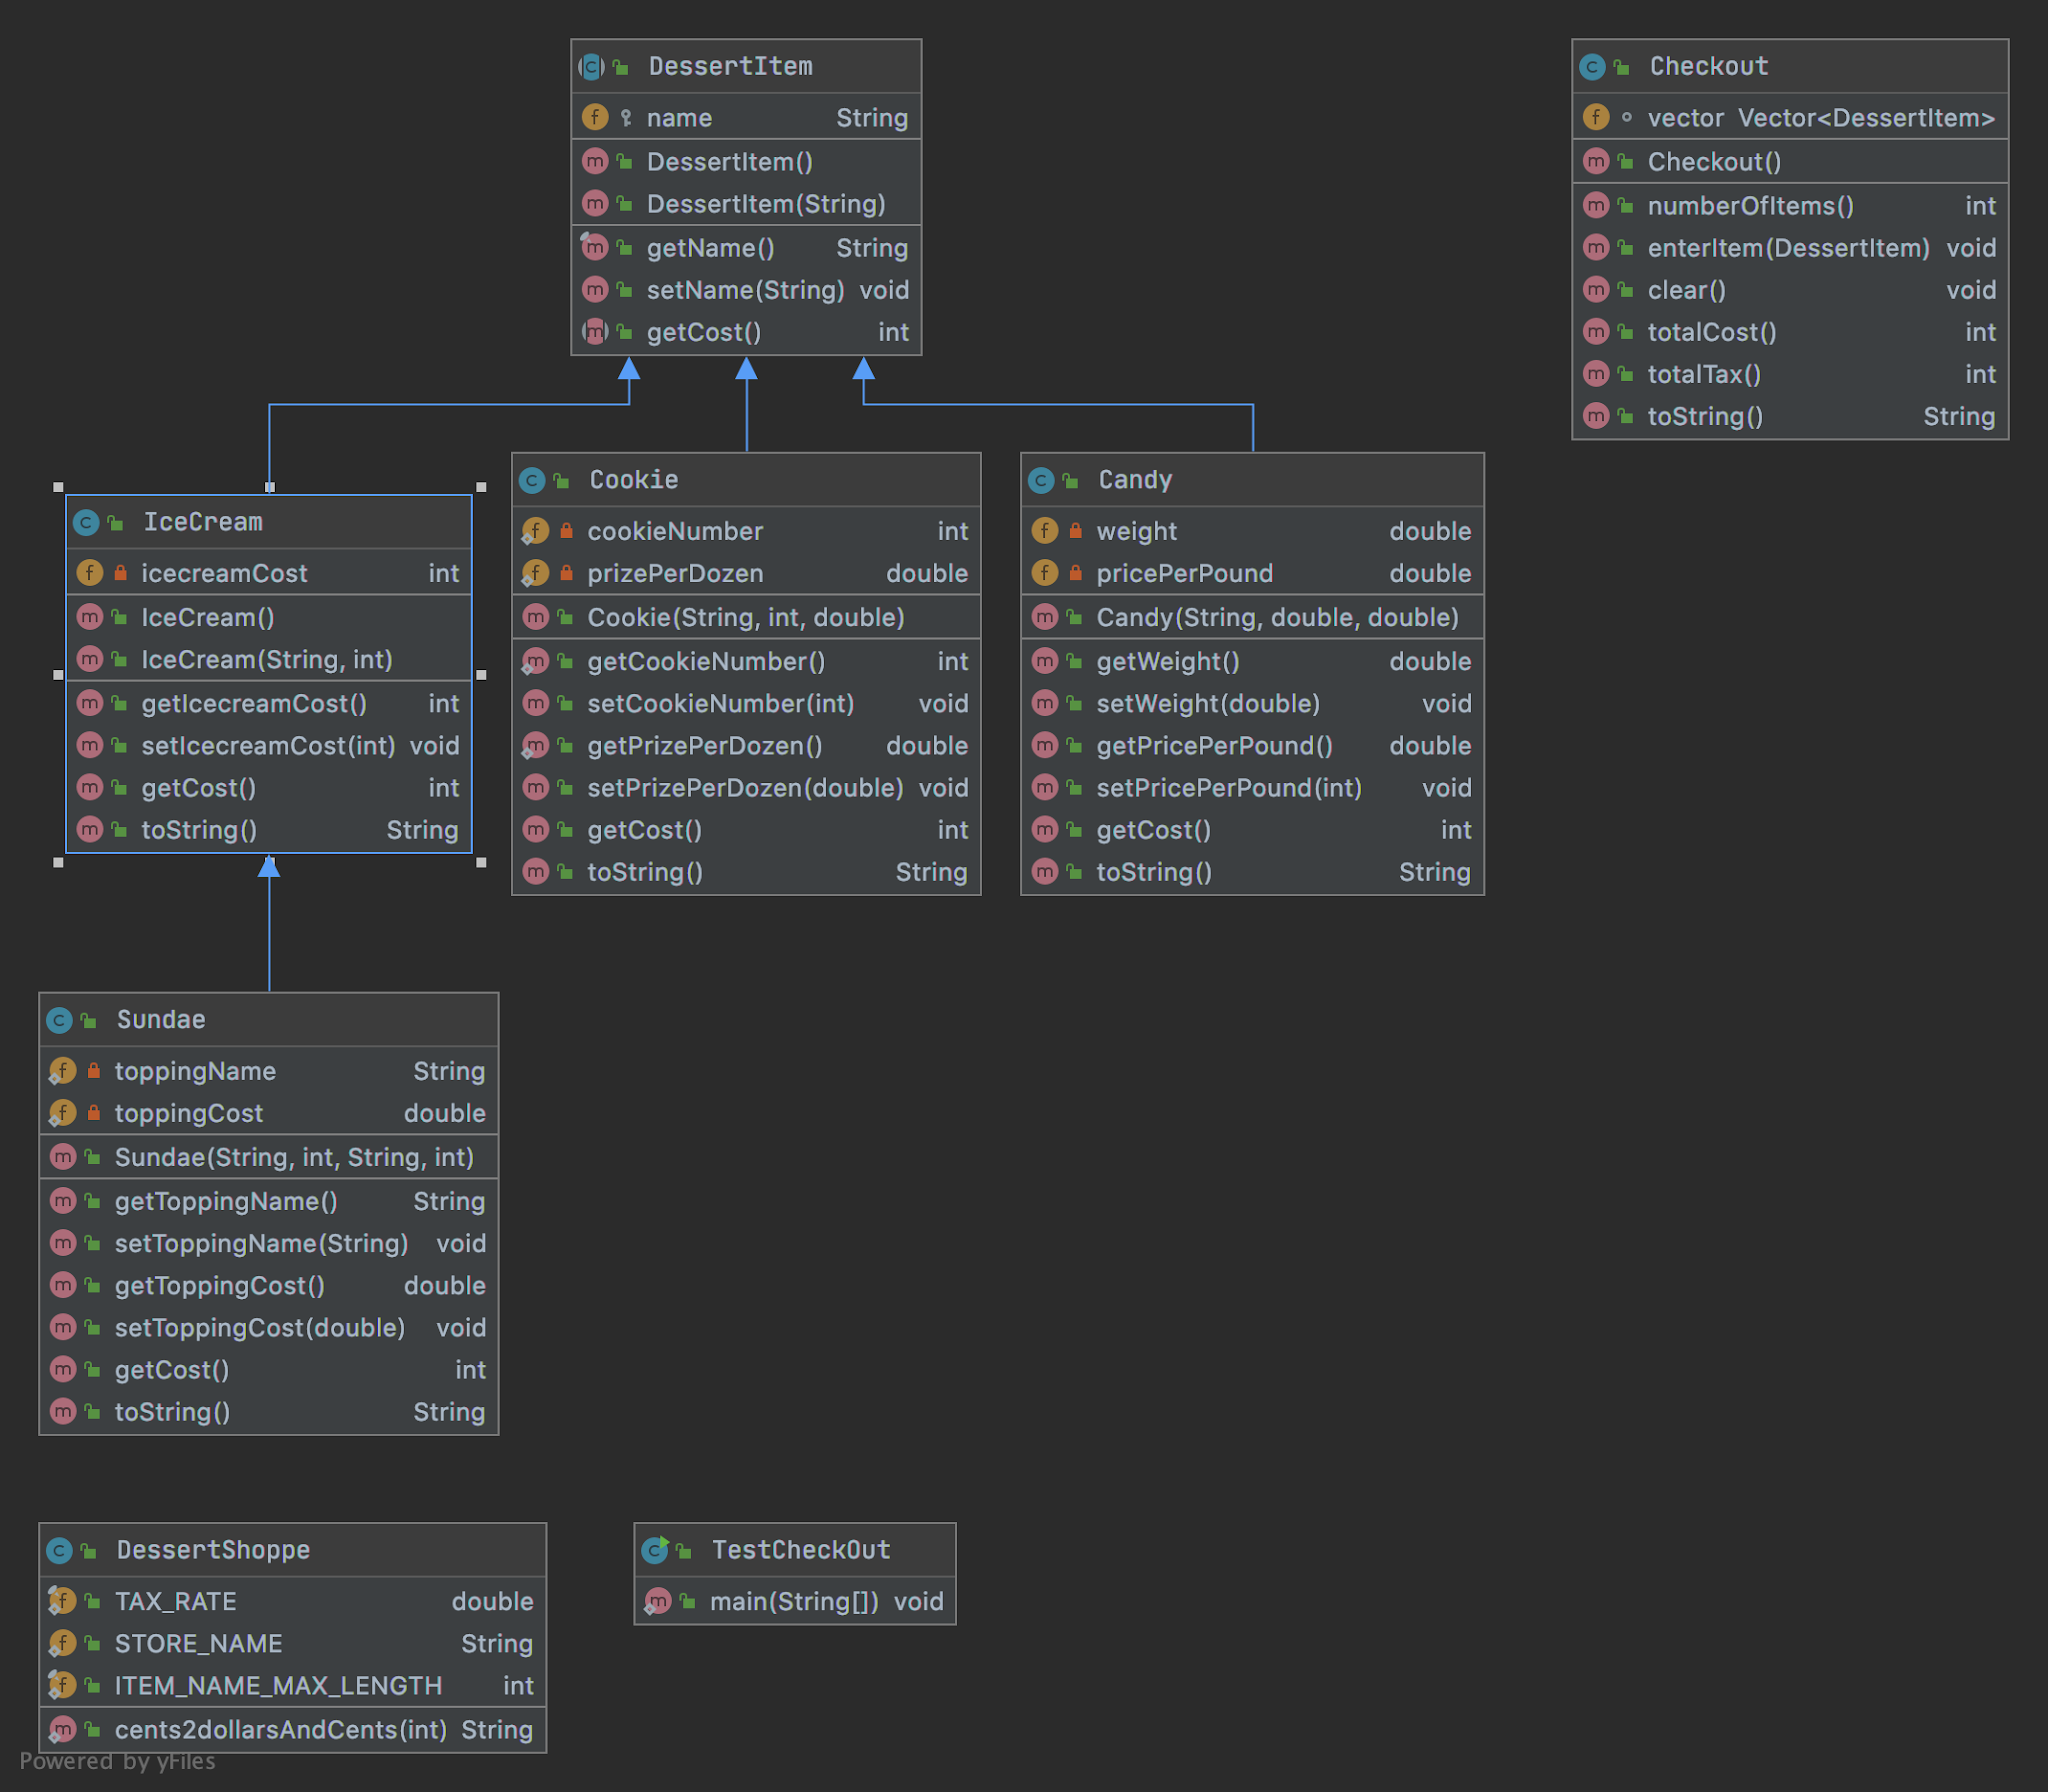 DessertItem
name String
DessertItem()
DessertItem(String)
getName() String
setName(String) void
getCost() int
Checkout
vector Vector<DessertItem>
Checkout()
numberOfItems() int
enterItem(DessertItem) void
clear() void
totalCost() int
totalTax() int
toString() String
IceCream
icecreamCost int
IceCream()
IceCream(String, int)
getIcecreamCost() int
setIcecreamCost(int) void
getCost() int
toString() String
Cookie
cookieNumber int
prizePerDozen double
Cookie(String, int, double)
getCookieNumber() int
setCookieNumber(int) void
getPrizePerDozen() double
setPrizePerDozen(double) void
getCost() int
toString() String
Candy
weight double
pricePerPound double
Candy(String, double, double)
getWeight() double
setWeight(double) void
getPricePerPound() double
setPricePerPound(int) void
getCost() int
toString() String
Sundae
toppingName String
toppingCost double
Sundae(String, int, String, int)
getToppingName() String
setToppingName(String) void
getToppingCost() double
setToppingCost(double) void
getCost() int
toString() String
DessertShoppe
TAX_RATE double
STORE_NAME String
ITEM_NAME_MAX_LENGTH int
cents2dollarsAndCents(int) String
TestCheckOut
main(String[]) void
Powered by yFiles